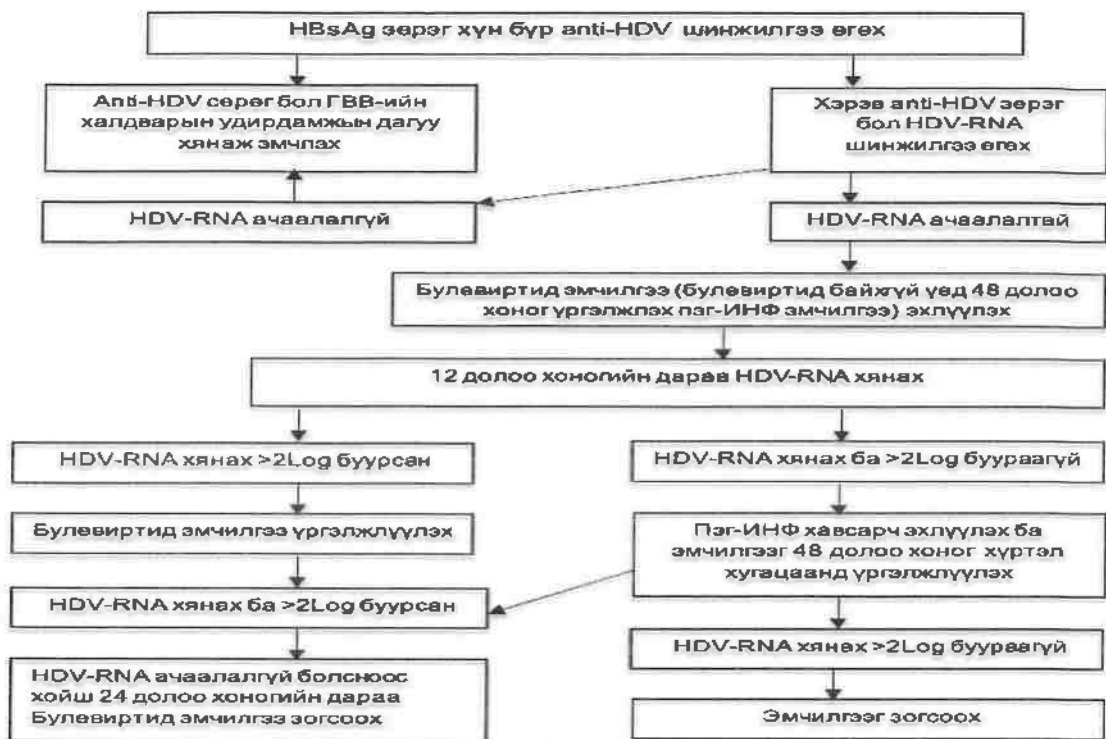 HBsAg эерэг хүн бүр anti-HDV шинжилгээ өгөх
Anti-HDV сөрөг бол ГВВ-ийн
халдварын удирдамжын дагуу
хянаж эмчлэх
Хэрэв anti-HDV эерэг
бол HDV-RNA
шинжилгээ өгөх
HDV-RNA ачаалалгүй
HDV-RNA ачаалалтай
Булевиртид эмчилгээ (булевиртид байхгүй үед 48 долоо
хоног үргэлжлэх пэг-ИНФ эмчилгээ) эхлүүлэх
12 долоо хоногийн дараа HDV-RNA хянах
HDV-RNA хянах >2Log буурсан
HDV-RNA хянах ба >2Log буураагүй
Булевиртид эмчилгээ үргэлжлүүлэх
Пэг-ИНФ хавсарч эхлүүлэх ба
эмчилгээг 48 долоо хоног хүртэл
хугацаанд үргэлжлүүлэх
HDV-RNA хянах ба >2Log буурсан
HDV-RNA хянах >2Log буураагүй
HDV-RNA ачаалалгүй болсноос
хойш 24 долоо хоногийн дараа
Булевиртид эмчилгээ зогсоох
Эмчилгээг зогсоох